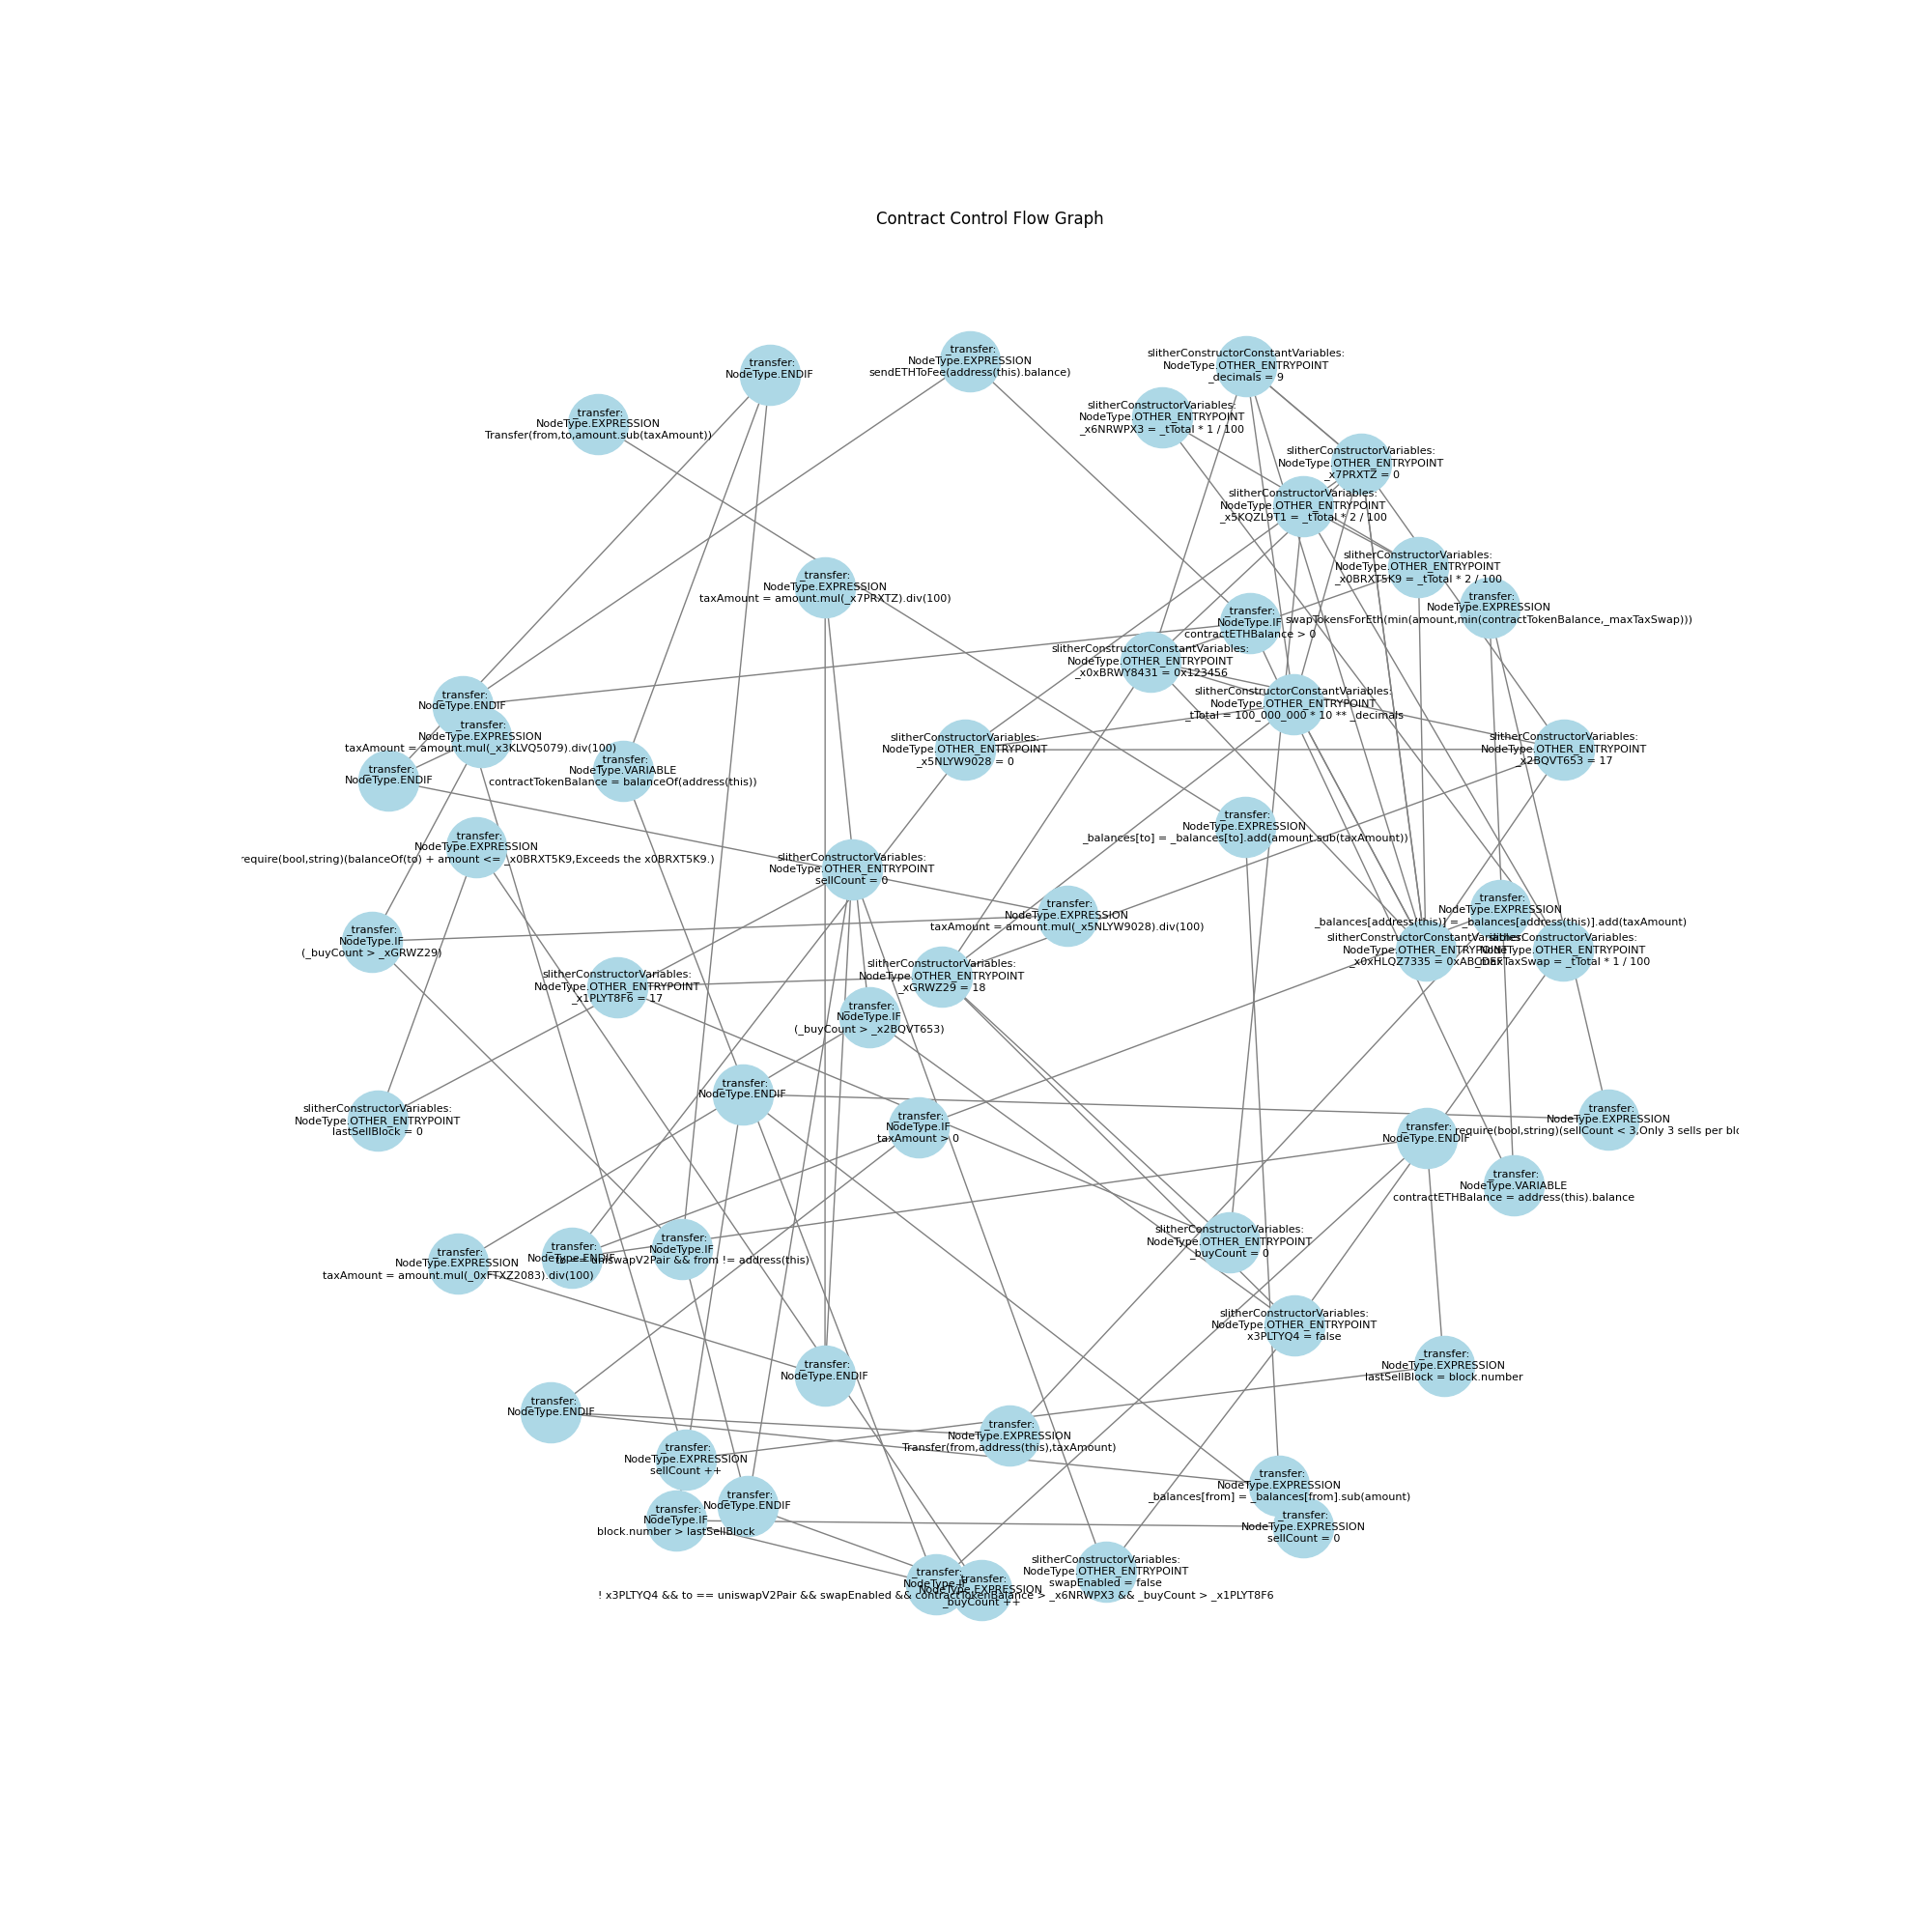 Contract Control Flow Graph
_transfer:
NodeType.EXPRESSION
sendETHToFee(address(this).balance)
_transfer:
NodeType.ENDIF
slitherConstructorConstantVariables:
NodeType.OTHER_ENTRYPOINT
_decimals = 9
slitherConstructorVariables:
NodeType.OTHER_ENTRYPOINT
_x6NRWPX3 = _tTotal * 1 / 100
_transfer:
NodeType.EXPRESSION
Transfer(from,to,amount.sub(taxAmount))
slitherConstructorVariables:
NodeType.OTHER_ENTRYPOINT
_x7PRXTZ = 0
slitherConstructorVariables:
NodeType.OTHER_ENTRYPOINT
_x5KQZL9T1 = _tTotal * 2 / 100
slitherConstructorVariables:
NodeType.OTHER_ENTRYPOINT
_x0BRXT5K9 = _tTotal * 2 / 100
_transfer:
NodeType.EXPRESSION
taxAmount = amount.mul(_x7PRXTZ).div(100)
_transfer:
NodeType.EXPRESSION
swapTokensForEth(min(amount,min(contractTokenBalance,_maxTaxSwap)))
_transfer:
NodeType.IF
contractETHBalance > 0
slitherConstructorConstantVariables:
NodeType.OTHER_ENTRYPOINT
_x0xBRWY8431 = 0x123456
slitherConstructorConstantVariables:
NodeType.OTHER_ENTRYPOINT
_tTotal = 100_000_000 * 10 ** _decimals
_transfer:
NodeType.ENDIF
_transfer:
NodeType.EXPRESSION
taxAmount = amount.mul(_x3KLVQ5079).div(100)
slitherConstructorVariables:
NodeType.OTHER_ENTRYPOINT
_x5NLYW9028 = 0
slitherConstructorVariables:
NodeType.OTHER_ENTRYPOINT
_x2BQVT653 = 17
_transfer:
NodeType.VARIABLE
contractTokenBalance = balanceOf(address(this))
_transfer:
NodeType.ENDIF
_transfer:
NodeType.EXPRESSION
_balances[to] = _balances[to].add(amount.sub(taxAmount))
_transfer:
NodeType.EXPRESSION
require(bool,string)(balanceOf(to) + amount <= _x0BRXT5K9,Exceeds the x0BRXT5K9.)
slitherConstructorVariables:
NodeType.OTHER_ENTRYPOINT
sellCount = 0
_transfer:
NodeType.EXPRESSION
taxAmount = amount.mul(_x5NLYW9028).div(100)
_transfer:
NodeType.EXPRESSION
_balances[address(this)] = _balances[address(this)].add(taxAmount)
_transfer:
NodeType.IF
(_buyCount > _xGRWZ29)
slitherConstructorConstantVariables:
NodeType.OTHER_ENTRYPOINT
_x0xHLQZ7335 = 0xABCDEF
slitherConstructorVariables:
NodeType.OTHER_ENTRYPOINT
_maxTaxSwap = _tTotal * 1 / 100
slitherConstructorVariables:
NodeType.OTHER_ENTRYPOINT
_xGRWZ29 = 18
slitherConstructorVariables:
NodeType.OTHER_ENTRYPOINT
_x1PLYT8F6 = 17
_transfer:
NodeType.IF
(_buyCount > _x2BQVT653)
_transfer:
NodeType.ENDIF
slitherConstructorVariables:
NodeType.OTHER_ENTRYPOINT
lastSellBlock = 0
_transfer:
NodeType.EXPRESSION
require(bool,string)(sellCount < 3,Only 3 sells per
_transfer:
NodeType.IF
taxAmount > 0
_transfer:
NodeType.ENDIF
_transfer:
NodeType.VARIABLE
contractETHBalance = address(this).balance
slitherConstructorVariables:
NodeType.OTHER_ENTRYPOINT
_buyCount = 0
_transfer:
NodeType.IF
to == uniswapV2Pair && from != address(this)
_transfer:
NodeType.ENDIF
_transfer:
NodeType.EXPRESSION
taxAmount = amount.mul(_0xFTXZ2083).div(100)
slitherConstructorVariables:
NodeType.OTHER_ENTRYPOINT
x3PLTYQ4 = false
_transfer:
NodeType.EXPRESSION
lastSellBlock = block.number
_transfer:
NodeType.ENDIF
_transfer:
NodeType.ENDIF
_transfer:
NodeType.EXPRESSION
Transfer(from,address(this),taxAmount)
_transfer:
NodeType.EXPRESSION
sellCount ++
_transfer:
NodeType.EXPRESSION
_balances[from] = _balances[from].sub(amount)
_transfer:
NodeType.ENDIF
_transfer:
NodeType.IF
block.number > lastSellBlock
_transfer:
NodeType.EXPRESSION
sellCount = 0
slitherConstructorVariables:
NodeType.OTHER_ENTRYPOINT
swapEnabled = false
_transfer:
NodeType.IF
! x3PLTYQ4 && to == uniswapV2Pair && swapEnabled && contractTokenBalance > _x6NRWPX3 && _buyCount > _x1PLYT8F6
_transfer:
NodeType.EXPRESSION
_buyCount ++